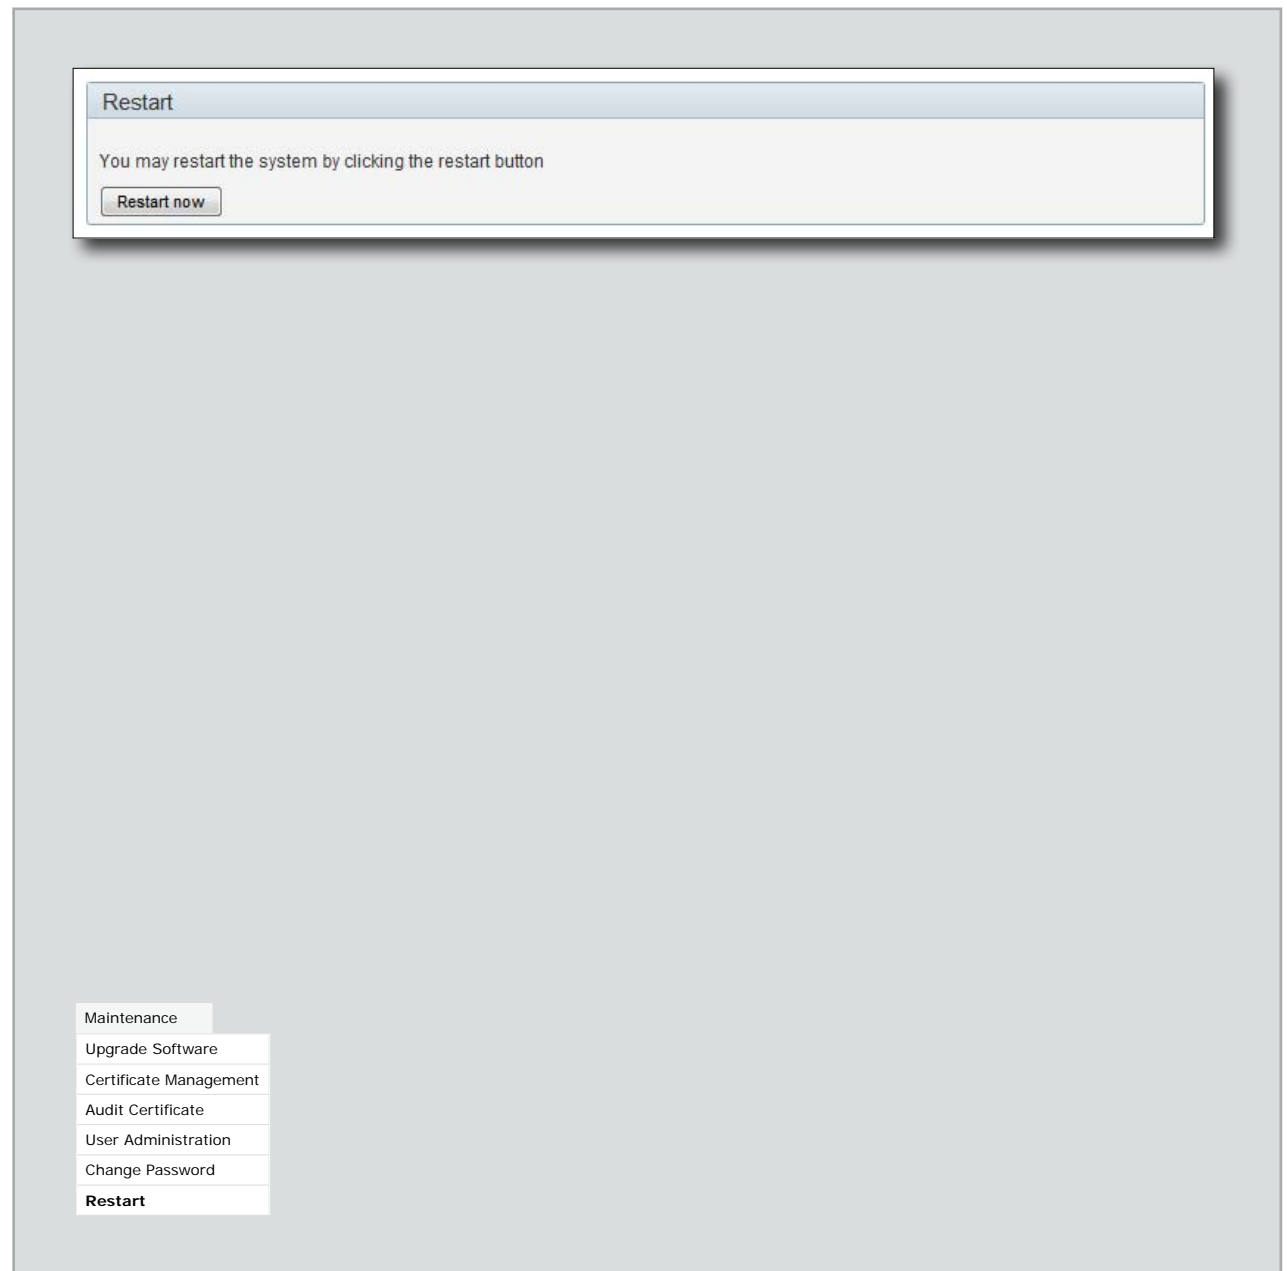 Restart
You may restart the system by clicking the restart button
Restart now
Maintenance
Upgrade Software
Certificate Management
Audit Certificate
User Administration
Change Password
Restart